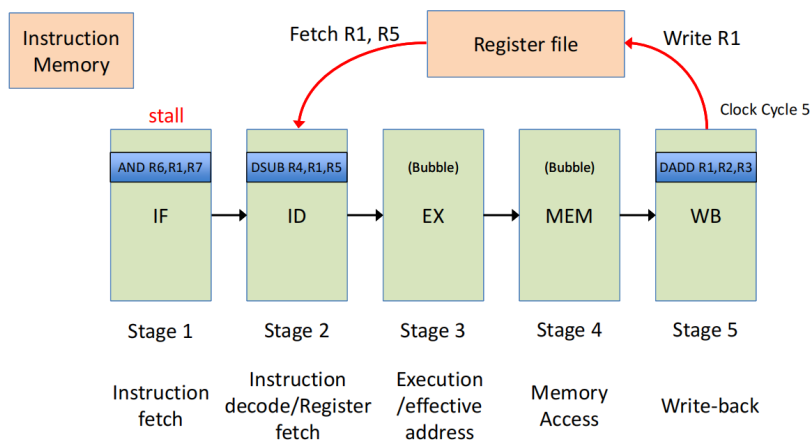 Instruction
Memory
Fetch R1, R5
Register file
Write R1
Clock Cycle 5
stall
AND R6,R1,R7
DSUB R4,R1,R5
(Bubble)
(Bubble)
DADD R1,R2,R3
IF
ID
EX
MEM
WB
Stage 1
Stage 2
Stage 3
Stage 4
Stage 5
Instruction
fetch
Instruction
decode/Register
fetch
Execution
/effective
address
Memory
Access
Write-back